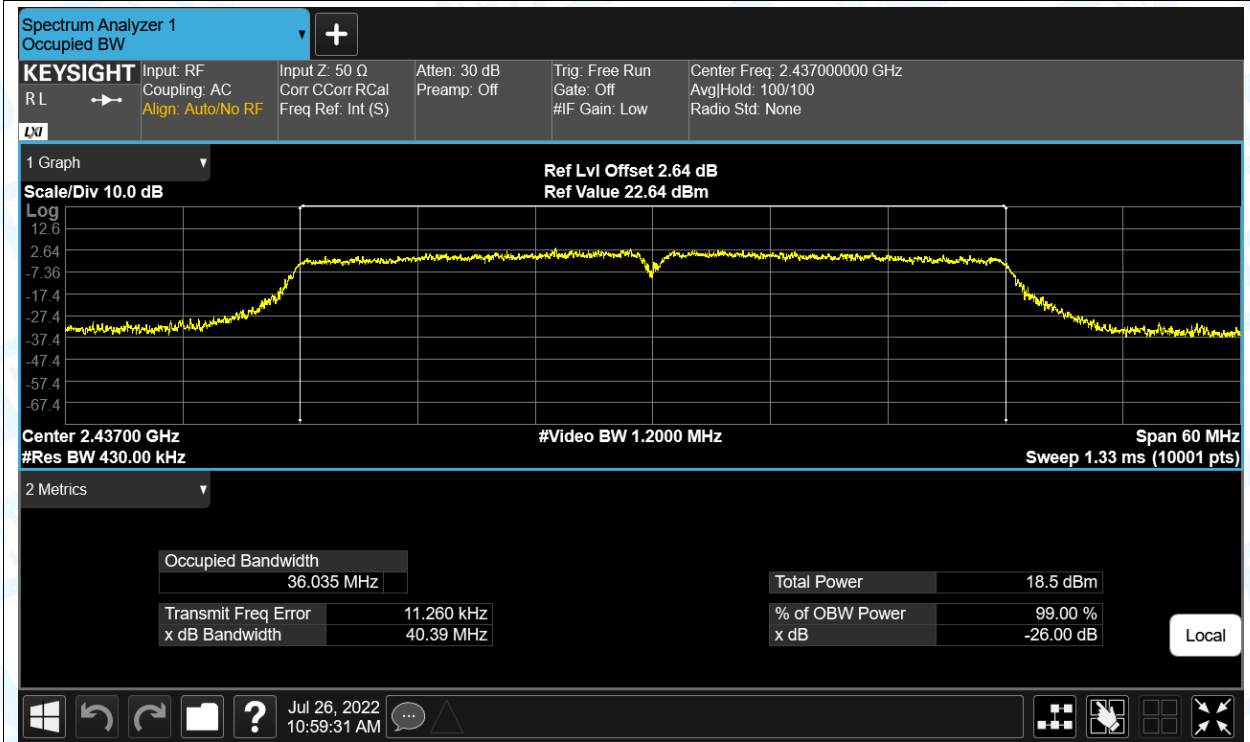 Spectrum Analyzer 1
Occupied BW
KEYSIGHT
R L
LXI
Input: RF
Coupling: AC
Align: Auto/No RF
Input Z: 50 Ω
Corr CCorr RCal
Freq Ref: Int (S)
Atten: 30 dB
Preamp: Off
Trig: Free Run
Gate: Off
#IF Gain: Low
Center Freq: 2.437000000 GHz
Avg|Hold: 100/100
Radio Std: None
1 Graph
Scale/Div 10.0 dB
Ref Lvl Offset 2.64 dB
Ref Value 22.64 dBm
Log
12.6
2.64
-7.36
-17.4
-27.4
-37.4
-47.4
-57.4
-67.4
Center 2.43700 GHz
#Video BW 1.2000 MHz
Span 60 MHz
#Res BW 430.00 kHz
Sweep 1.33 ms (10001 pts)
2 Metrics
Occupied Bandwidth
36.035 MHz
Total Power 18.5 dBm
Transmit Freq Error 11.260 kHz
% of OBW Power 99.00 %
x dB Bandwidth 40.39 MHz
x dB -26.00 dB
Local
?
Jul 26, 2022
10:59:31 AM